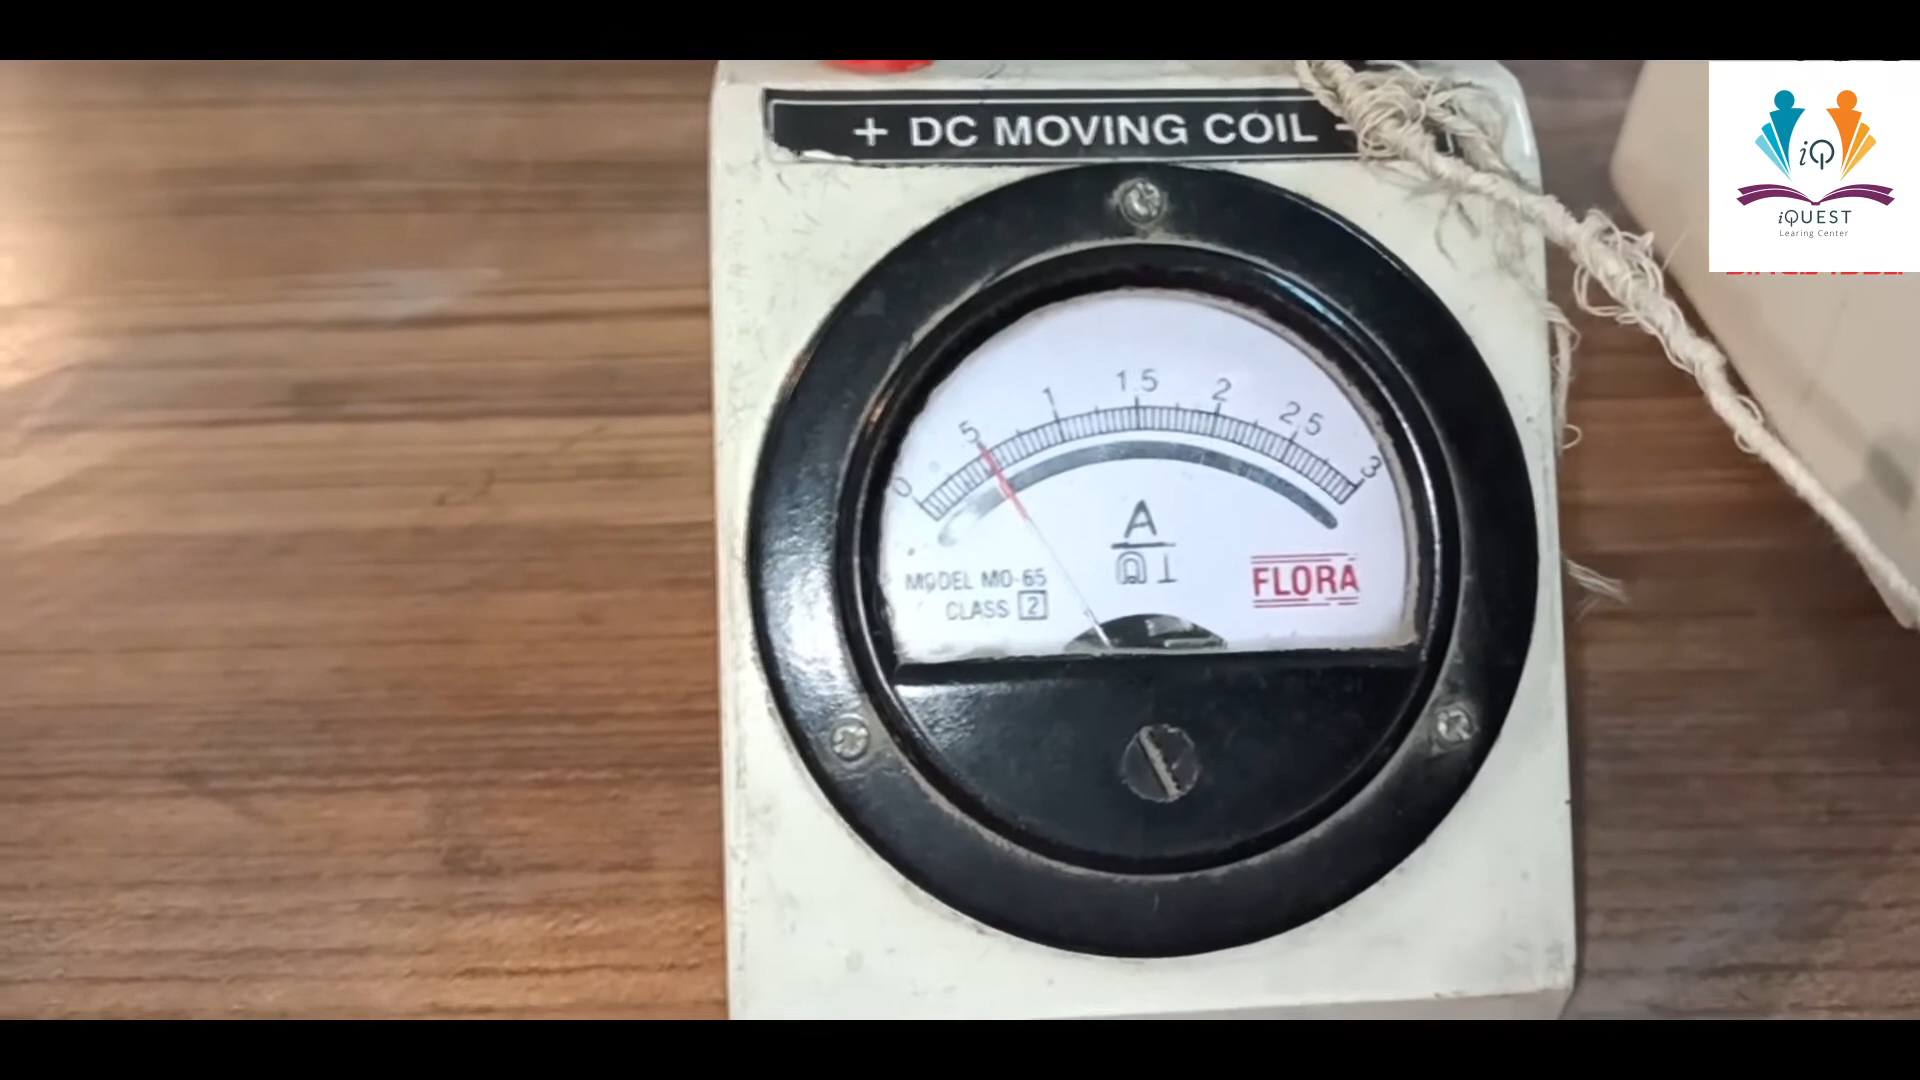 + DC MOVING COIL -
iQ
iQUEST
Learing Center
0 5 1 1.5 2 2.5 3
A
MODEL MO-65
CLASS 2
FLORA